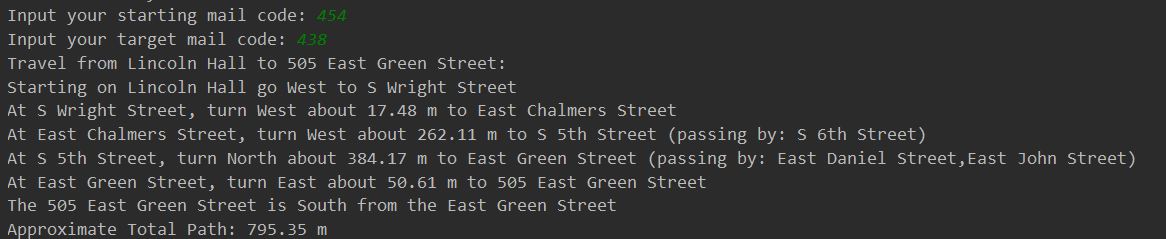 Input your starting mail code: 454
Input your target mail code: 438
Travel from Lincoln Hall to 505 East Green Street:
Starting on Lincoln Hall go West to S Wright Street
At S Wright Street, turn West about 17.48 m to East Chalmers Street
At East Chalmers Street, turn West about 262.11 m to S 5th Street (passing by: S 6th Street)
At S 5th Street, turn North about 384.17 m to East Green Street (passing by: East Daniel Street,East John Street)
At East Green Street, turn East about 50.61 m to 505 East Green Street
The 505 East Green Street is South from the East Green Street
Approximate Total Path: 795.35 m